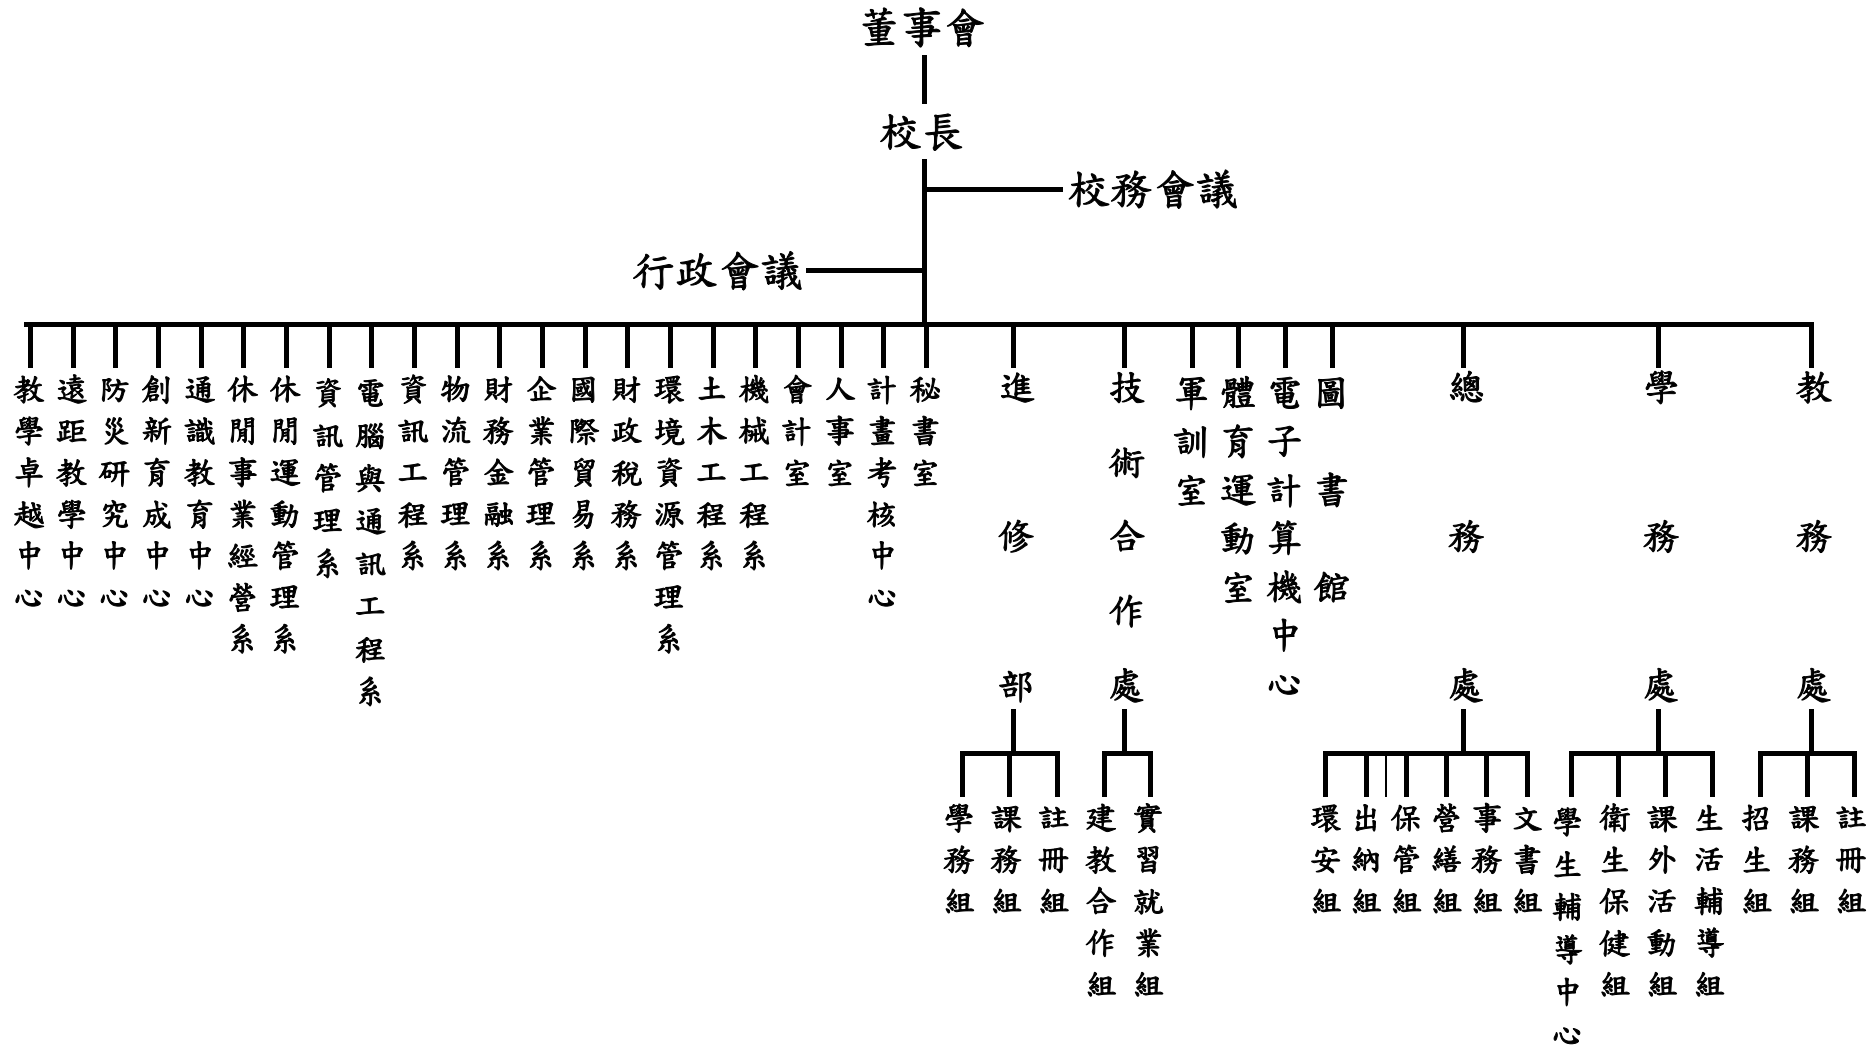 董事會
校長
校務會議
行政會議
教學卓越中心
遠距教學中心
防災研究中心
創新育成中心
通識教育中心
休閒事業經營系
休閒運動管理系
資訊管理系
電腦與通訊工程系
資訊工程系
物流管理系
財務金融系
企業管理系
國際貿易系
財政稅務系
環境資源管理系
土木工程系
機械工程系
會計室
人事室
計畫考核中心
秘書室
進修部
技術合作處
軍訓室
體育運動室
電子計算機中心
圖書館
總務處
學務處
教務處
學務組
課務組
註冊組
建教合作組
實習就業組
環安組
出納組
保管組
營繕組
事務組
文書組
學生輔導中心
衛生保健組
課外活動組
生活輔導組
招生組
課務組
註冊組